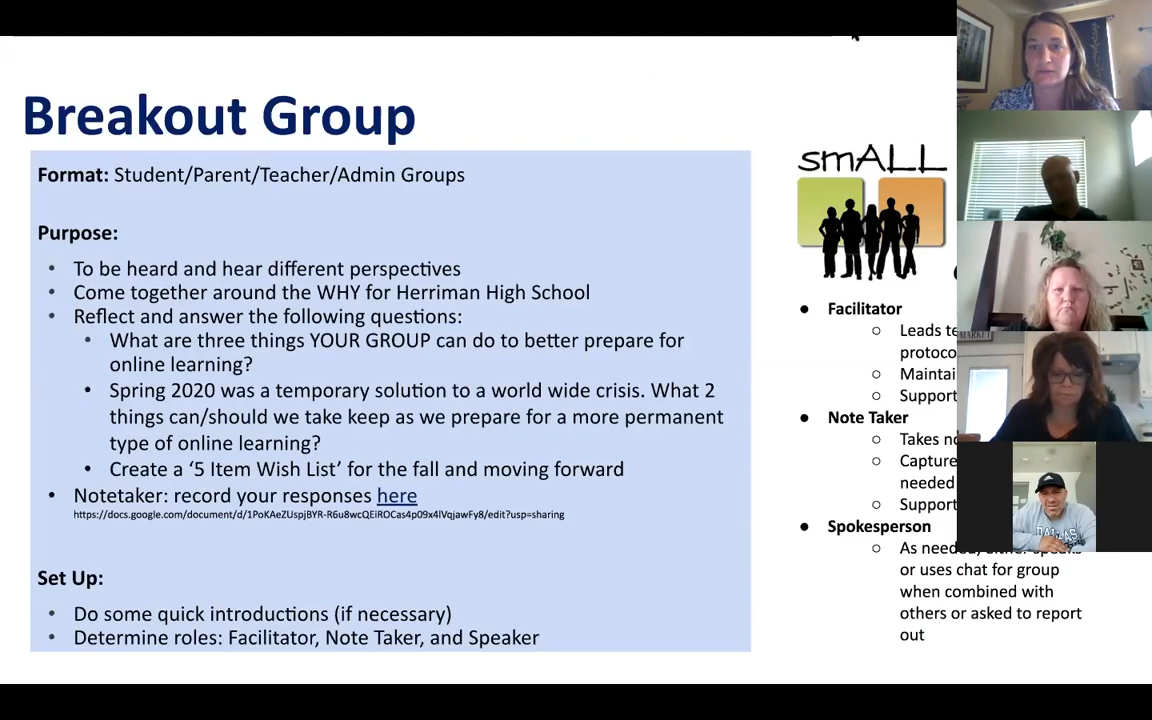 Breakout Group
Format: Student/Parent/Teacher/Admin Groups
Purpose:
• To be heard and hear different perspectives
• Come together around the WHY for Herriman High School
• Reflect and answer the following questions:
• What are three things YOUR GROUP can do to better prepare for
online learning?
• Spring 2020 was a temporary solution to a world wide crisis. What 2
things can/should we take keep as we prepare for a more permanent
type of online learning?
• Create a ‘5 Item Wish List’ for the fall and moving forward
• Notetaker: record your responses here
Set Up:
• Do some quick introductions (if necessary)
• Determine roles: Facilitator, Note Taker, and Speaker
smALL
● Facilitator
○ Leads
protoco
○ Maintai
○ Support
● Note Taker
○ Takes
○ Capture
needed
○ Support
● Spokesperson
○ As
or uses chat for group
when combined with
others or asked to report
out
MARKET
DALLAS